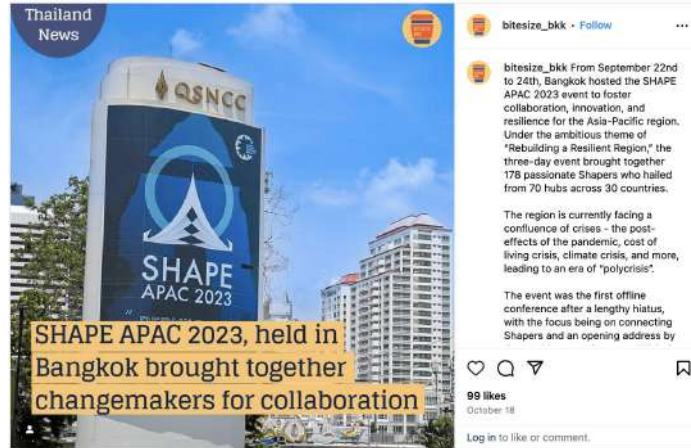 Thailand
News
QSNCC
SHAPE
APAC 2023
SHAPE APAC 2023, held in
Bangkok brought together
changemakers for collaboration
bitesize_bkk • Follow
bitesize_bkk From September 22nd
to 24th, Bangkok hosted the SHAPE
APAC 2023 event to foster
collaboration, innovation, and
resilience for the Asia-Pacific region.
Under the ambitious theme of
"Rebuilding a Resilient Region," the
three-day event brought together
178 passionate Shapers who hailed
from 70 hubs across 30 countries.
The region is currently facing a
confluence of crises - the post-
effects of the pandemic, cost of
living crisis, climate crisis, and more,
leading to an era of "polycrisis".
The event was the first offline
conference after a lengthy hiatus,
with the focus being on connecting
Shapers and an opening address by
99 likes
October 18
Log in to like or comment.